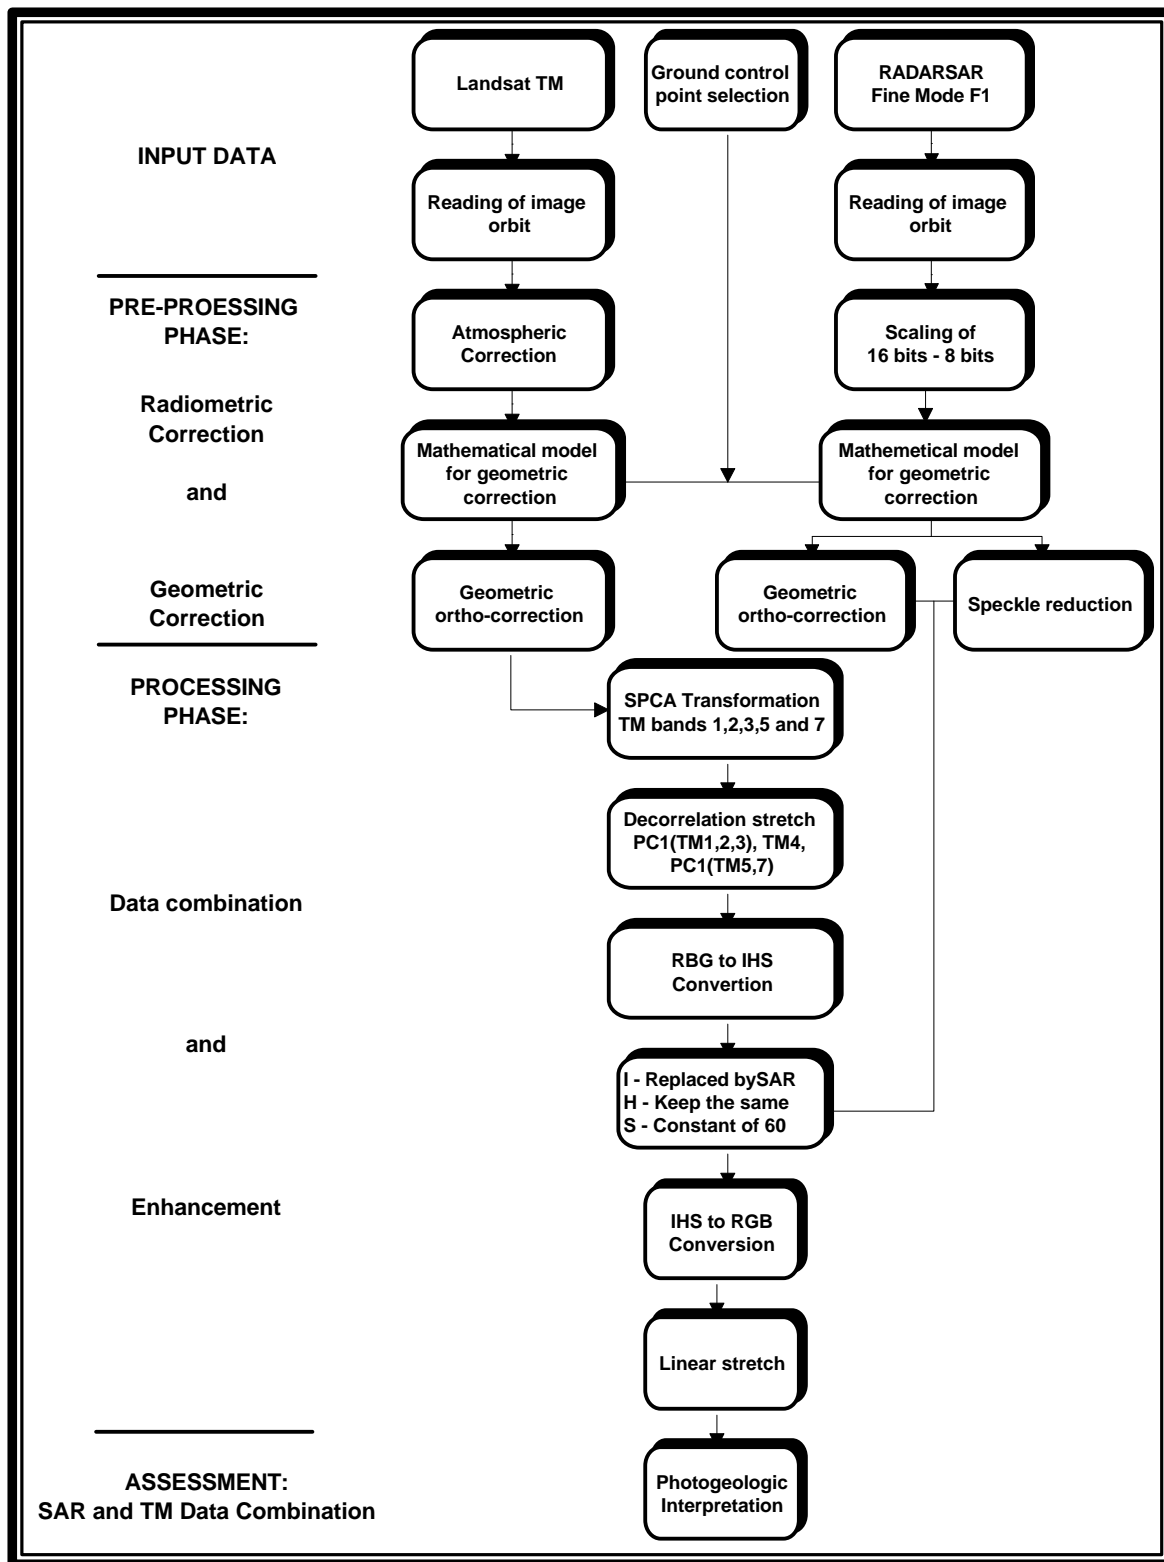 Landsat TM
Ground control
point selection
RADARSAR
Fine Mode F1
INPUT DATA
Reading of image
orbit
Reading of image
orbit
PRE-PROESSING
PHASE:
Atmospheric
Correction
Scaling of
16 bits - 8 bits
Radiometric
Correction
and
Mathematical model
for geometric
correction
Mathemetical model
for geometric
correction
Geometric
Correction
Geometric
ortho-correction
Geometric
ortho-correction
Speckle reduction
PROCESSING
PHASE:
SPCA Transformation
TM bands 1,2,3,5 and 7
Decorrelation stretch
PC1(TM1,2,3), TM4,
PC1(TM5,7)
Data combination
RBG to IHS
Convertion
and
I - Replaced bySAR
H - Keep the same
S - Constant of 60
Enhancement
IHS to RGB
Conversion
Linear stretch
ASSESSMENT:
SAR and TM Data Combination
Photogeologic
Interpretation